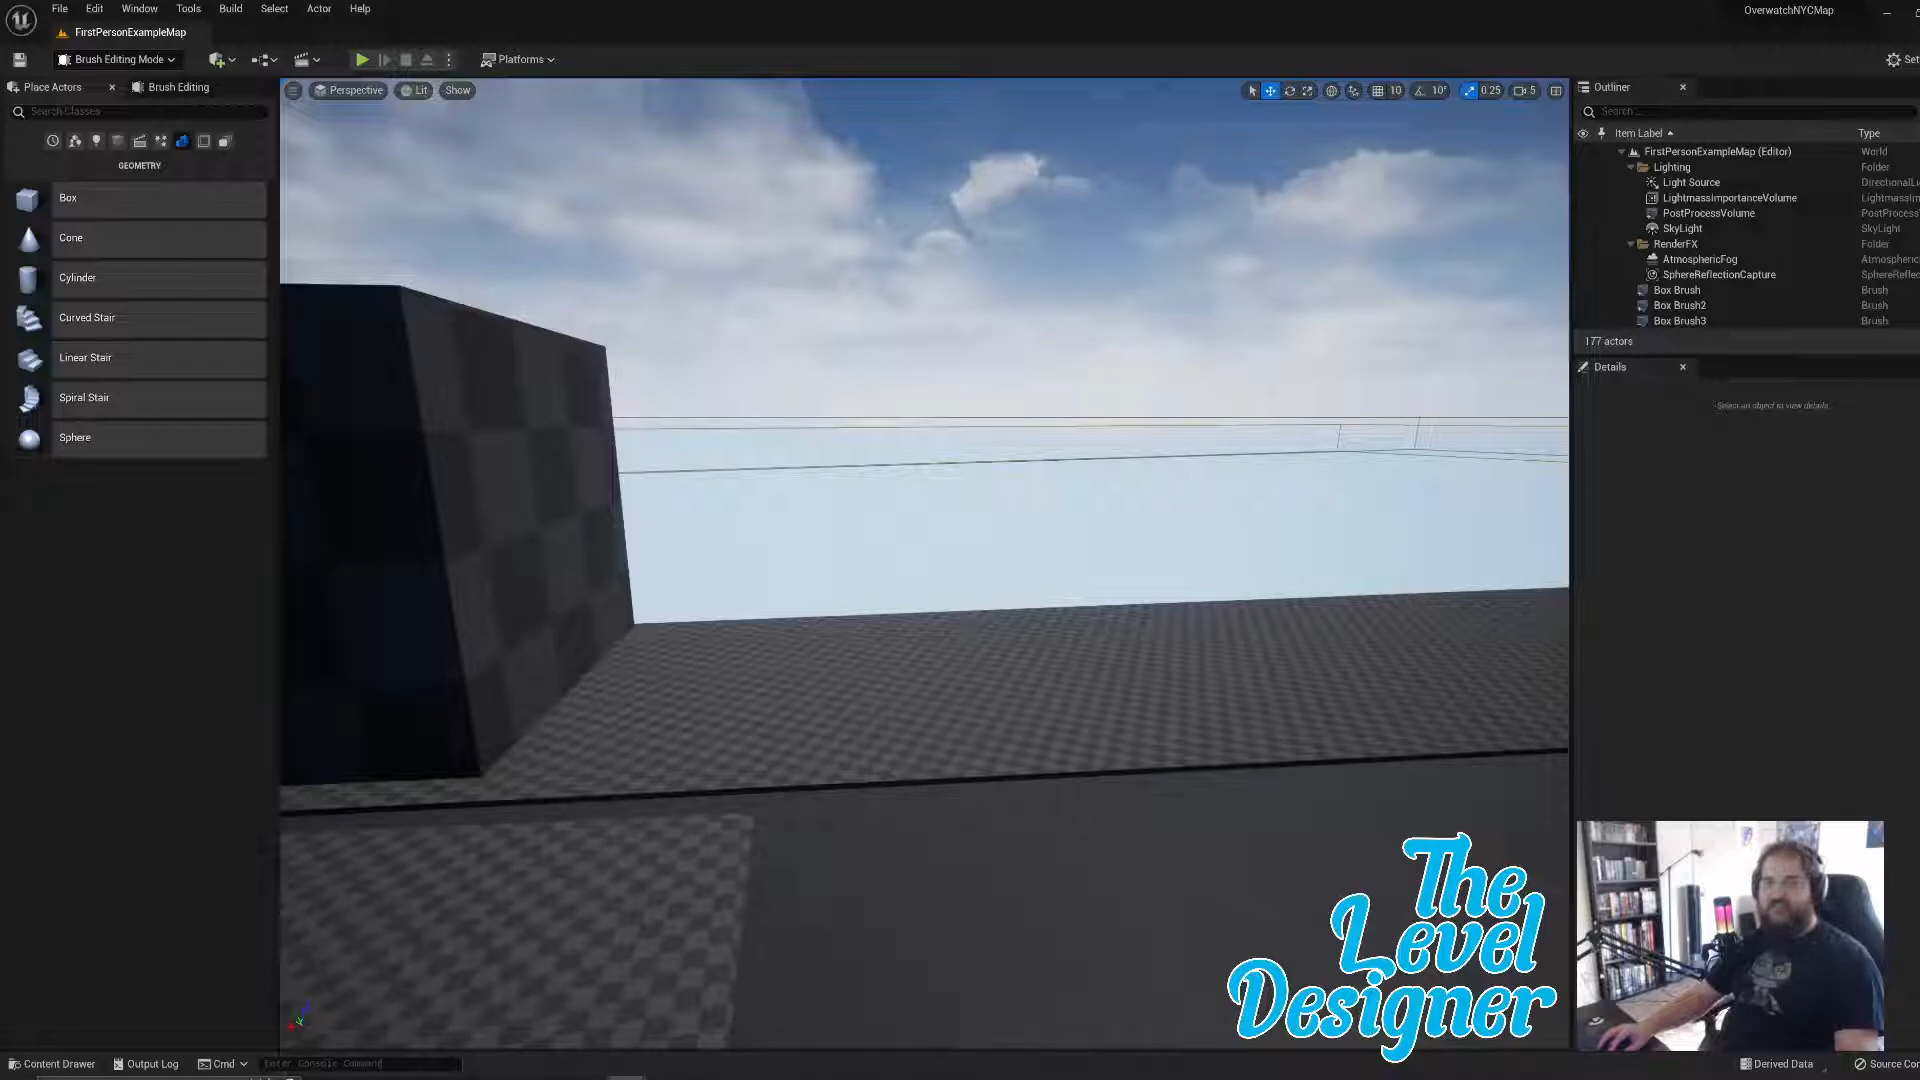 File Edit Window Tools Build Select Actor Help
OverwatchNYCMap
FirstPersonExampleMap
Brush Editing Mode
Platforms
Place Actors
Brush Editing
Search Classes
GEOMETRY
Box
Cone
Cylinder
Curved Stair
Linear Stair
Spiral Stair
Sphere
Perspective Lit Show
10 10° 0.25 5
Outliner
Search...
Item Label Type
FirstPersonExampleMap (Editor) World
Lighting Folder
Light Source DirectionalLi
LightmassImportanceVolume LightmassIm
PostProcessVolume PostProcess
SkyLight SkyLight
RenderFX Folder
AtmosphericFog Atmospheric
SphereReflectionCapture SphereReflec
Box Brush Brush
Box Brush2 Brush
Box Brush3 Brush
177 actors
Details
Select an object to view details.
The
Level
Designer
Content Drawer Output Log Cmd Enter Console Command
Derived Data Source Con